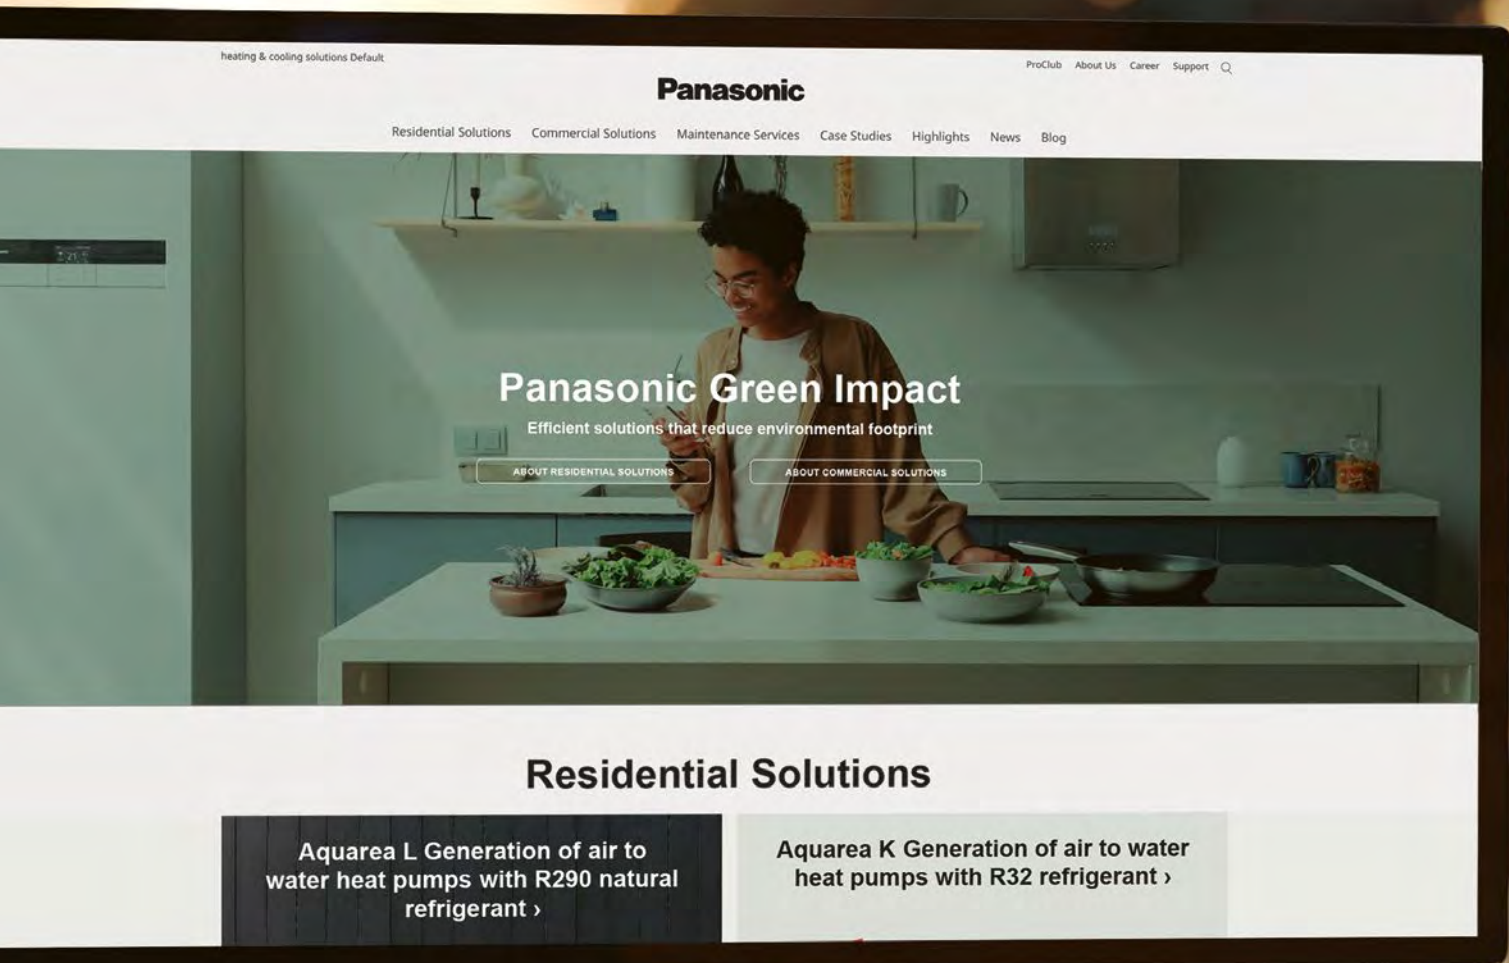 heating & cooling solutions Default
ProClub About Us Career Support
Panasonic
Residential Solutions Commercial Solutions Maintenance Services Case Studies Highlights News Blog
Panasonic Green Impact
Efficient solutions that reduce environmental footprint
ABOUT RESIDENTIAL SOLUTIONS ABOUT COMMERCIAL SOLUTIONS
Residential Solutions
Aquarea L Generation of air to
water heat pumps with R290 natural
refrigerant ›
Aquarea K Generation of air to water
heat pumps with R32 refrigerant ›